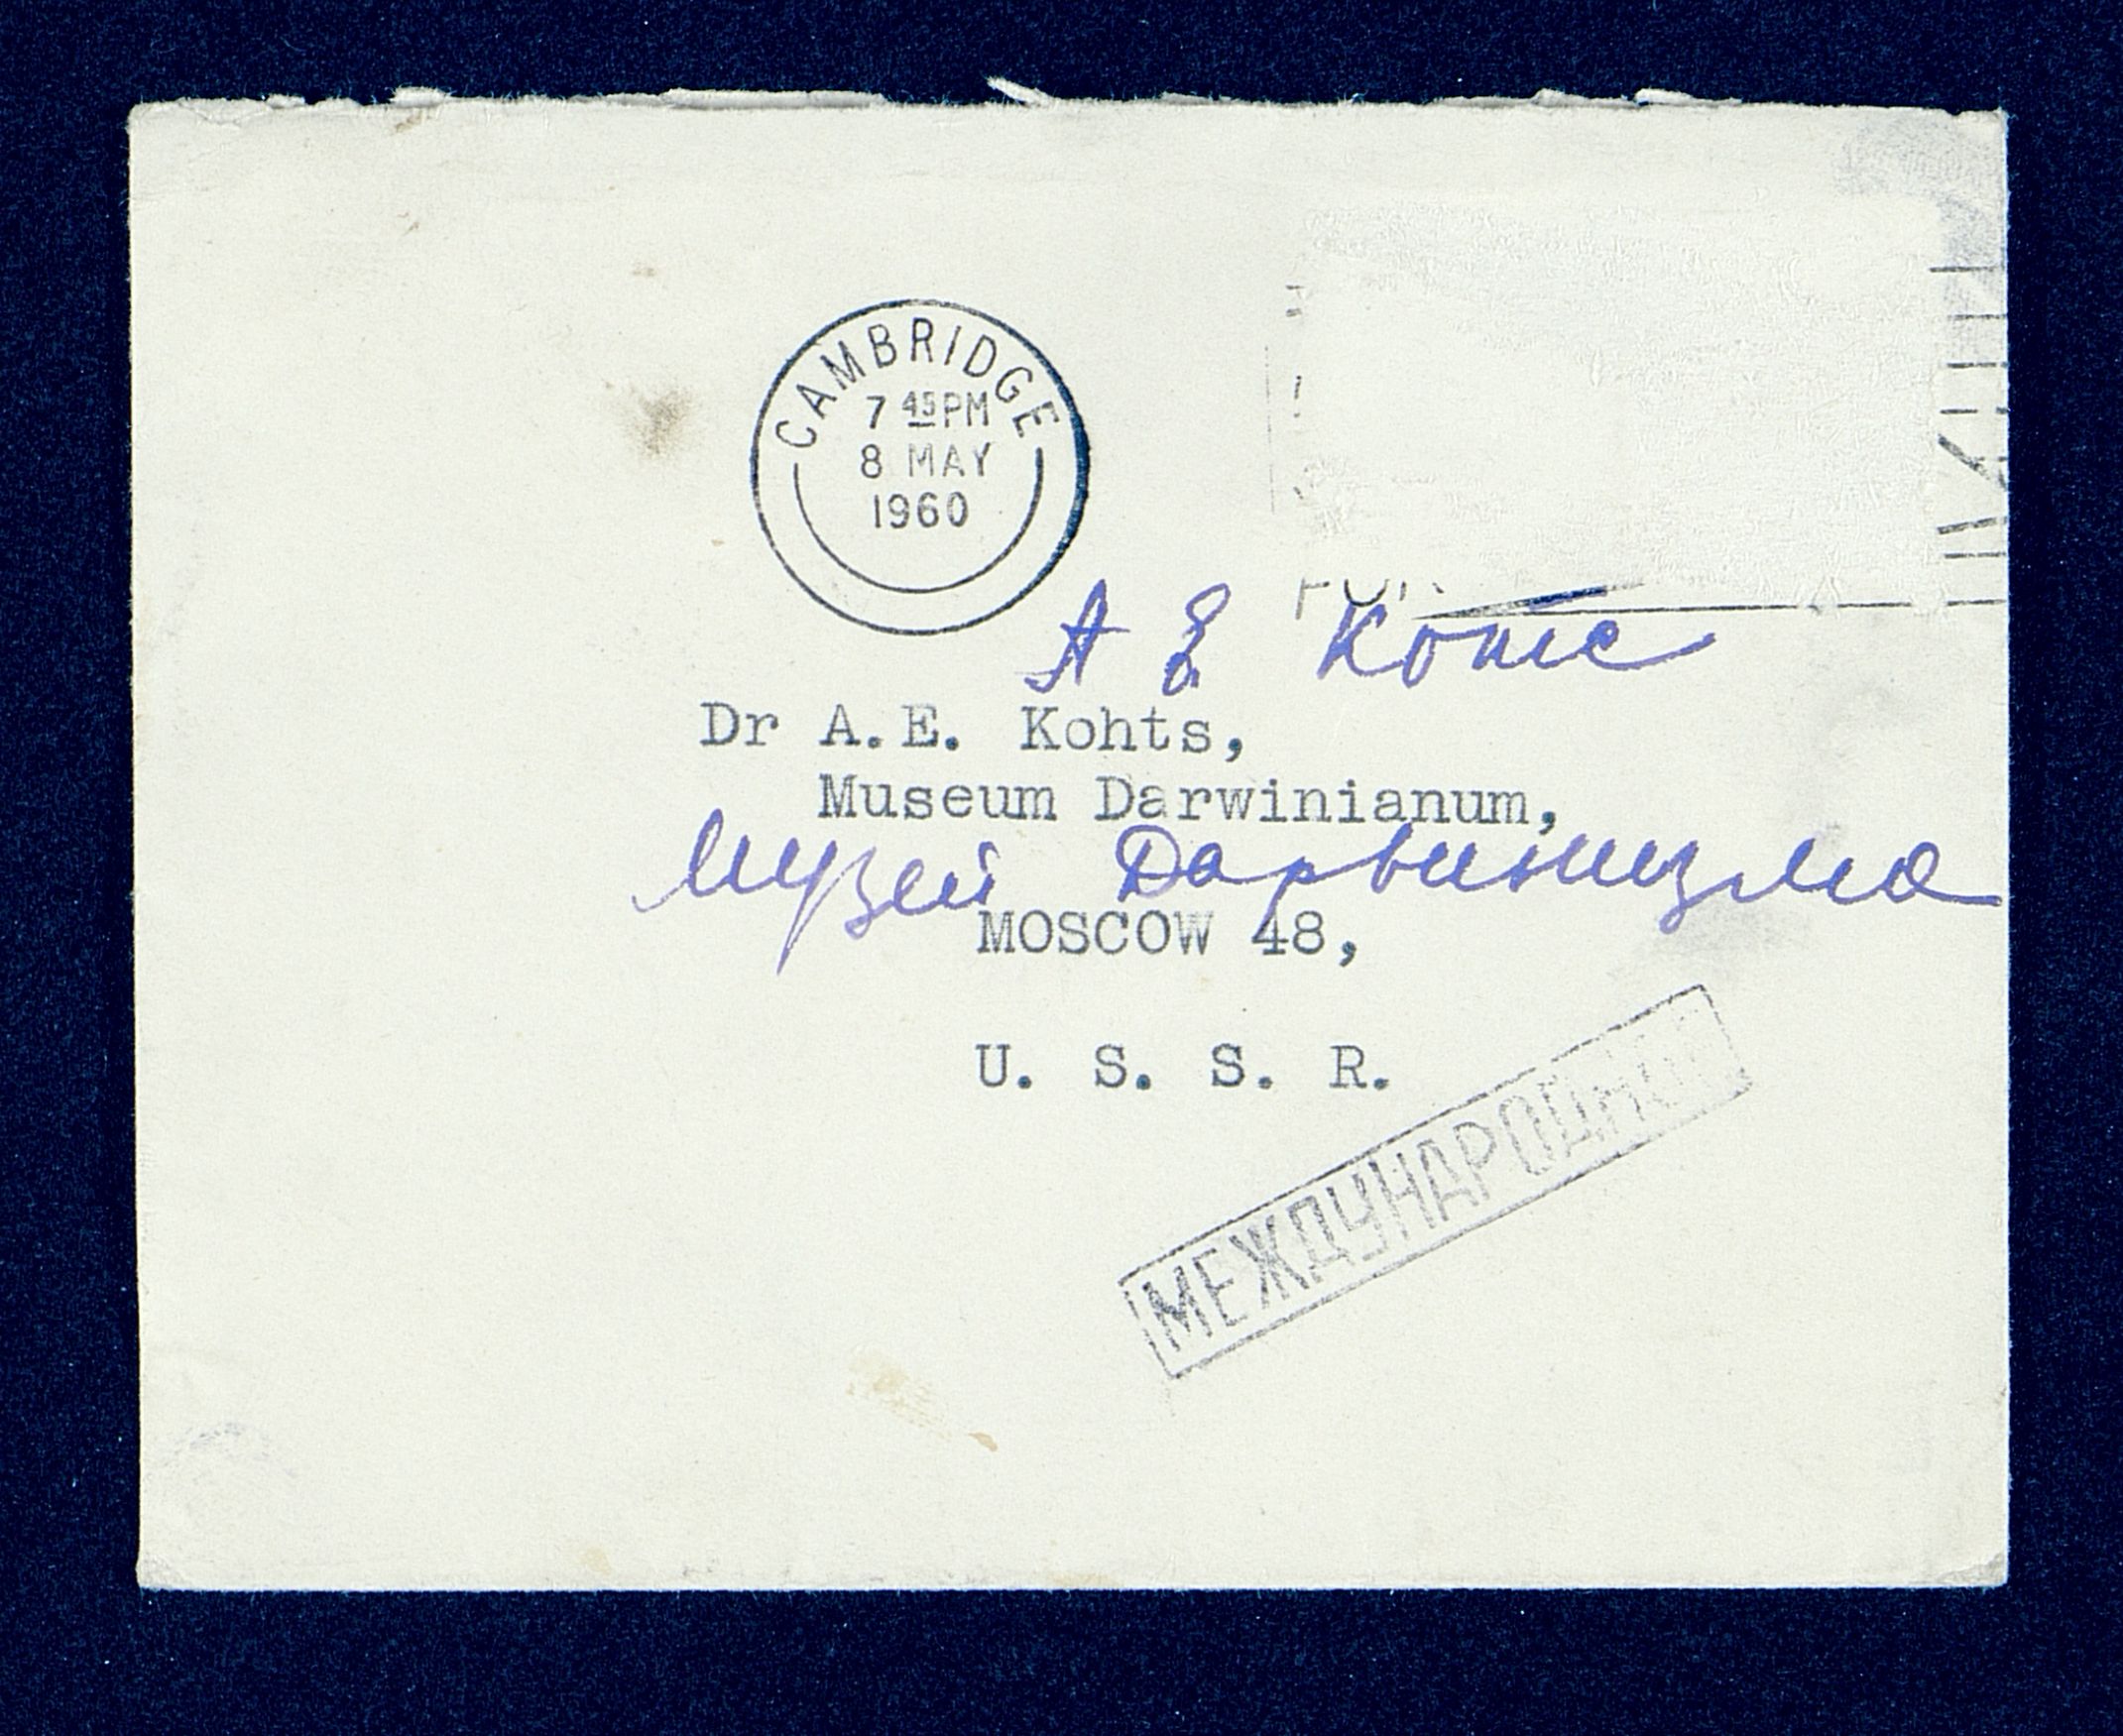 CAMBRIDGE
7 45 PM
8 MAY
1960
А Е Котс
Dr A.E. Kohts,
Museum Darwinianum,
Музей Дарвинизма
MOSCOW 48,
U. S. S. R.
МЕЖДУНАРОДНОЕ